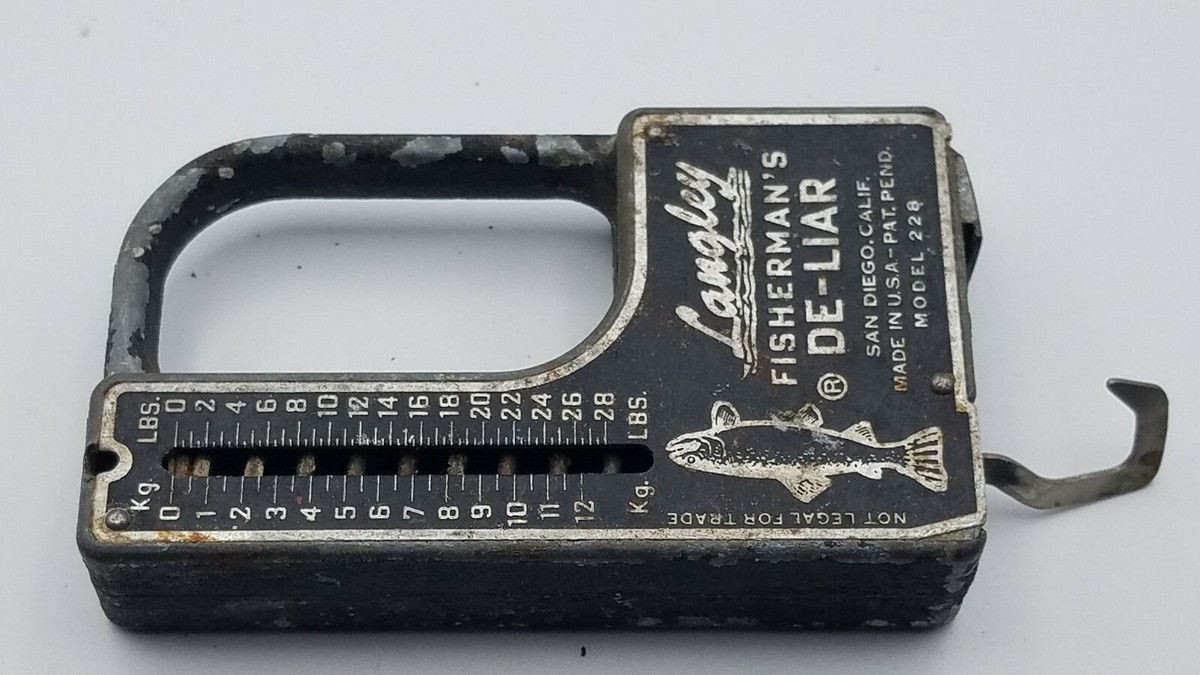 Langley
FISHERMAN'S
® DE-LIAR
SAN DIEGO.CALIF.
MADE IN U.S.A.-PAT.PEND.
MODEL 228
LBS. 0 2 4 6 8 10 12 14 16 18 20 22 24 26 28 LBS.
Kg. 0 1 2 3 4 5 6 7 8 9 10 11 12 Kg.
NOT LEGAL FOR TRADE